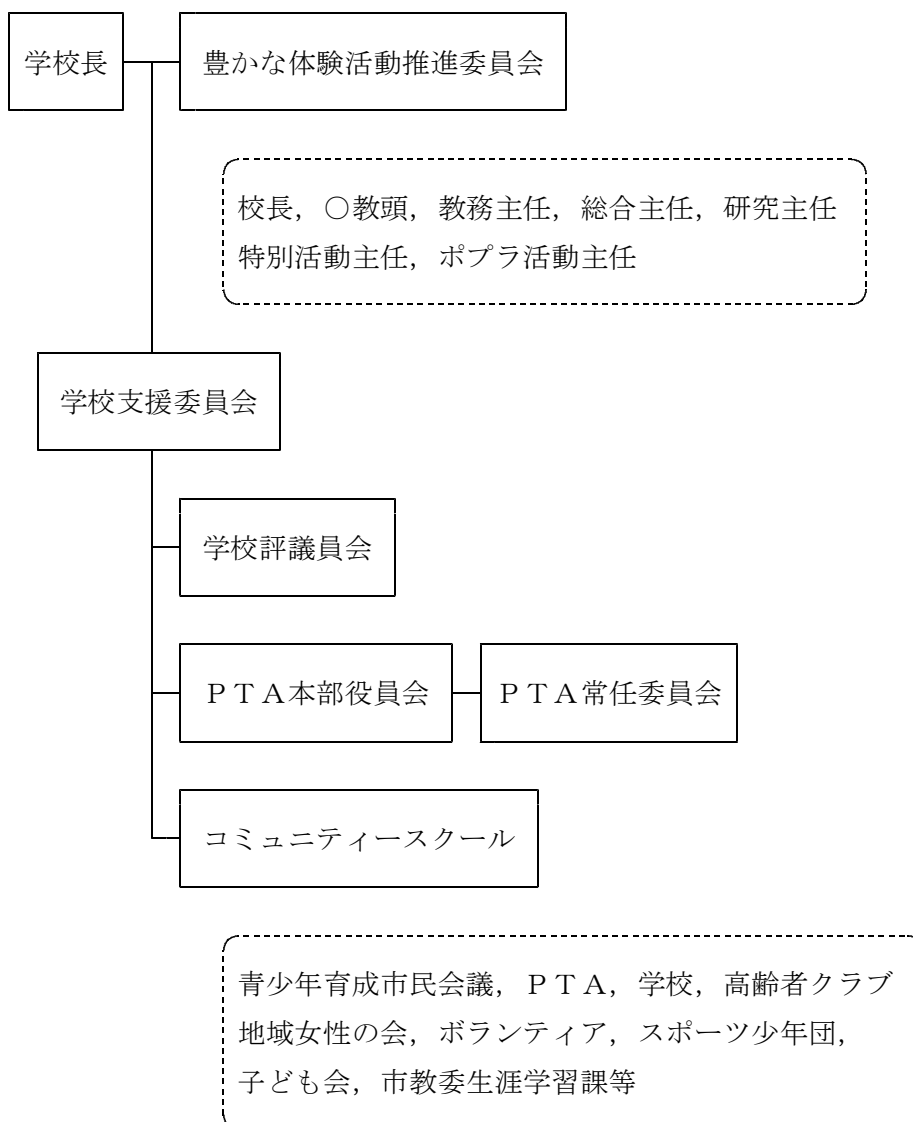 学校長
豊かな体験活動推進委員会
校長，○教頭，教務主任，総合主任，研究主任
特別活動主任，ポプラ活動主任
学校支援委員会
学校評議員会
ＰＴＡ本部役員会
ＰＴＡ常任委員会
コミュニティースクール
青少年育成市民会議，ＰＴＡ，学校，高齢者クラブ
地域女性の会，ボランティア，スポーツ少年団，
子ども会，市教委生涯学習課等